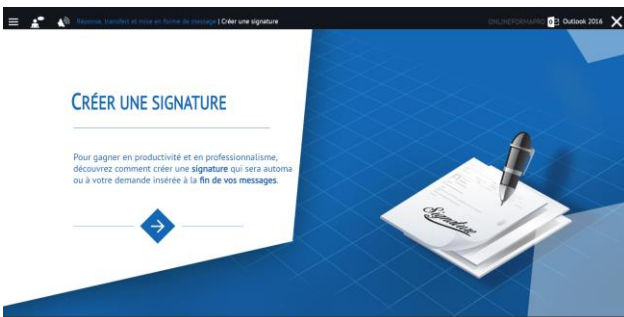 Réponse, transfert et mise en forme de message | Créer une signature
ONLINEFORMAPRO
Outlook 2016
CRÉER UNE SIGNATURE
Pour gagner en productivité et en professionnalisme,
découvrez comment créer une signature qui sera automa
ou à votre demande insérée à la fin de vos messages.
Signature